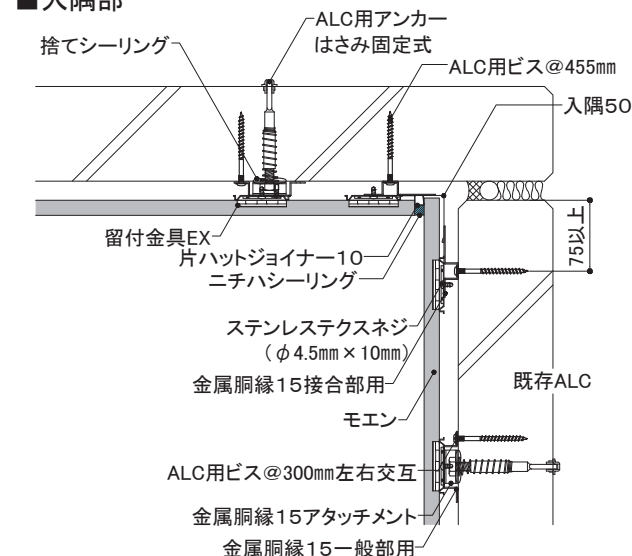 ■入隅部
ALC用アンカー
はさみ固定式
捨てシーリング
ALC用ビス@455mm
入隅50
留付金具EX
片ハットジョイナー10
ニチハシーリング
75以上
ステンレステクスネジ
(φ4.5mm×10mm)
金属胴縁15接合部用
既存ALC
モエン
ALC用ビス@300mm左右交互
金属胴縁15アタッチメント
金属胴縁15一般部用